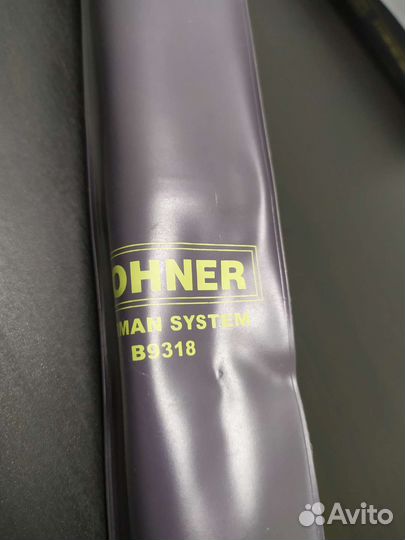 OHNER
MAN SYSTEM
B9318
Avito